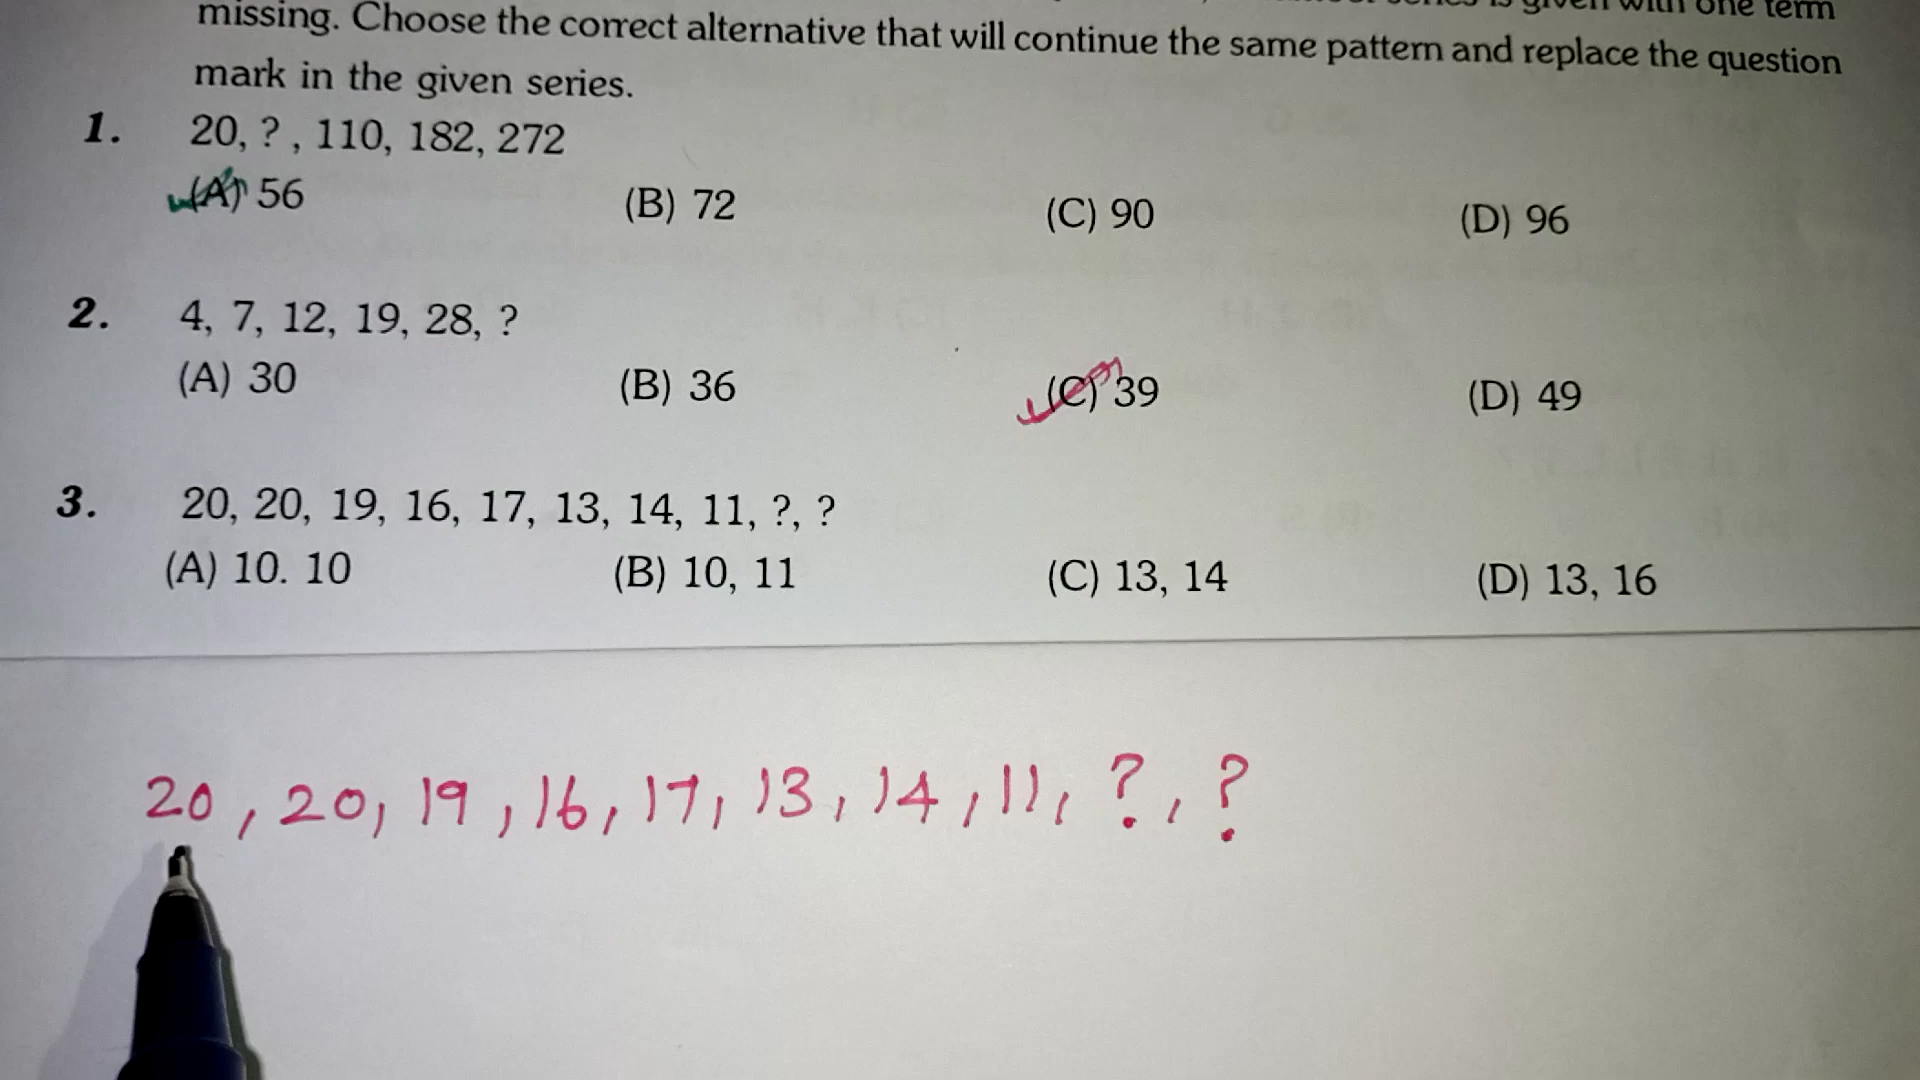 missing. Choose the correct alternative that will continue the same pattern and replace the question
mark in the given series.
1. 20, ? , 110, 182, 272
(A) 56 (B) 72 (C) 90 (D) 96
2. 4, 7, 12, 19, 28, ?
(A) 30 (B) 36 (C) 39 (D) 49
3. 20, 20, 19, 16, 17, 13, 14, 11, ?, ?
(A) 10. 10 (B) 10, 11 (C) 13, 14 (D) 13, 16
20, 20, 19, 16, 17, 13, 14, 11, ?, ?